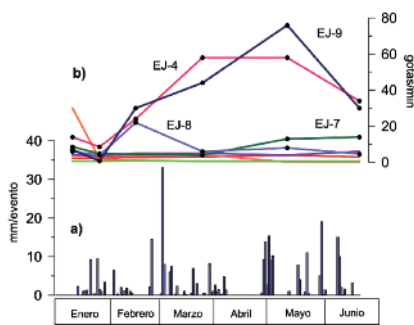 80
EJ-9
b)
EJ-4
60
40
gotas/min
EJ-8
EJ-7
20
40
0
mm/evento
30
a)
20
10
0
Enero Febrero Marzo Abril Mayo Junio